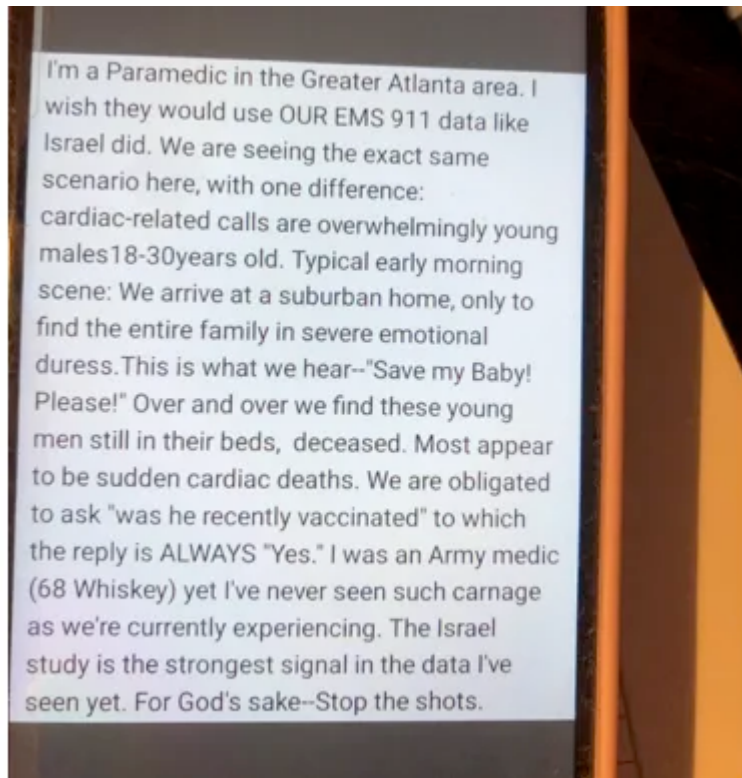 I'm a Paramedic in the Greater Atlanta area. I
wish they would use OUR EMS 911 data like
Israel did. We are seeing the exact same
scenario here, with one difference:
cardiac-related calls are overwhelmingly young
males18-30years old. Typical early morning
scene: We arrive at a suburban home, only to
find the entire family in severe emotional
duress.This is what we hear--"Save my Baby!
Please!" Over and over we find these young
men still in their beds,  deceased. Most appear
to be sudden cardiac deaths. We are obligated
to ask "was he recently vaccinated" to which
the reply is ALWAYS "Yes." I was an Army medic
(68 Whiskey) yet I've never seen such carnage
as we're currently experiencing. The Israel
study is the strongest signal in the data I've
seen yet. For God's sake--Stop the shots.